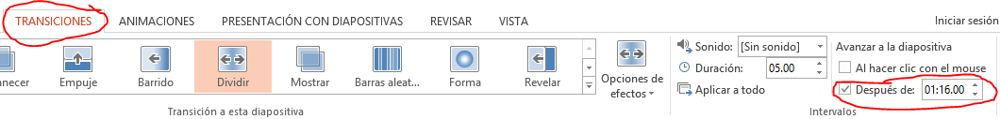 TRANSICIONES ANIMACIONES PRESENTACIÓN CON DIAPOSITIVAS REVISAR VISTA Iniciar sesión
necer Empuje Barrido Dividir Mostrar Barras aleat... Forma Revelar
Opciones de
efectos
Transición a esta diapositiva
Sonido: [Sin sonido]
Duración: 05.00
Aplicar a todo
Avanzar a la diapositiva
Al hacer clic con el mouse
Después de: 01:16.00
Intervalos